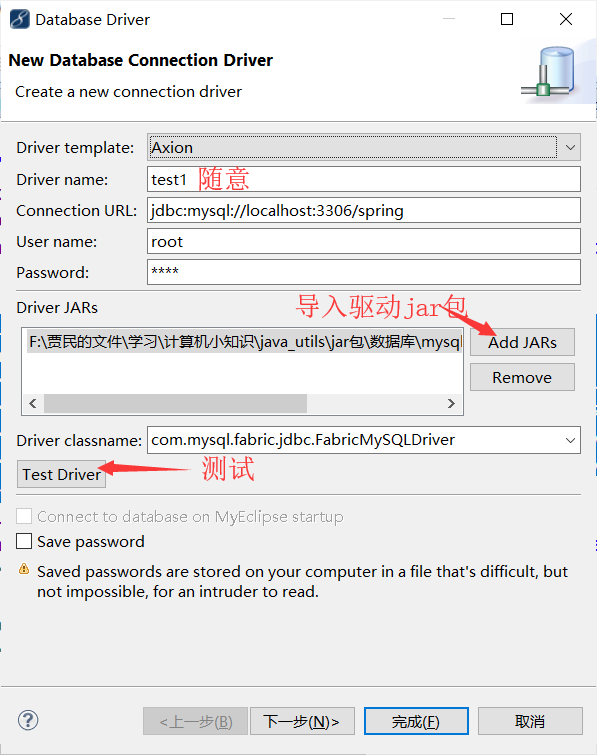 Database Driver
New Database Connection Driver
Create a new connection driver
Driver template: Axion
Driver name: test1 随意
Connection URL: jdbc:mysql://localhost:3306/spring
User name: root
Password: ****
导入驱动jar包
Driver JARs
F:\贾民的文件\学习\计算机小知识\java_utils\jar包\数据库\mysql
Add JARs
Remove
Driver classname: com.mysql.fabric.jdbc.FabricMySQLDriver
Test Driver 测试
Connect to database on MyEclipse startup
Save password
Saved passwords are stored on your computer in a file that's difficult, but
not impossible, for an intruder to read.
<上一步(B) 下一步(N)> 完成(F) 取消